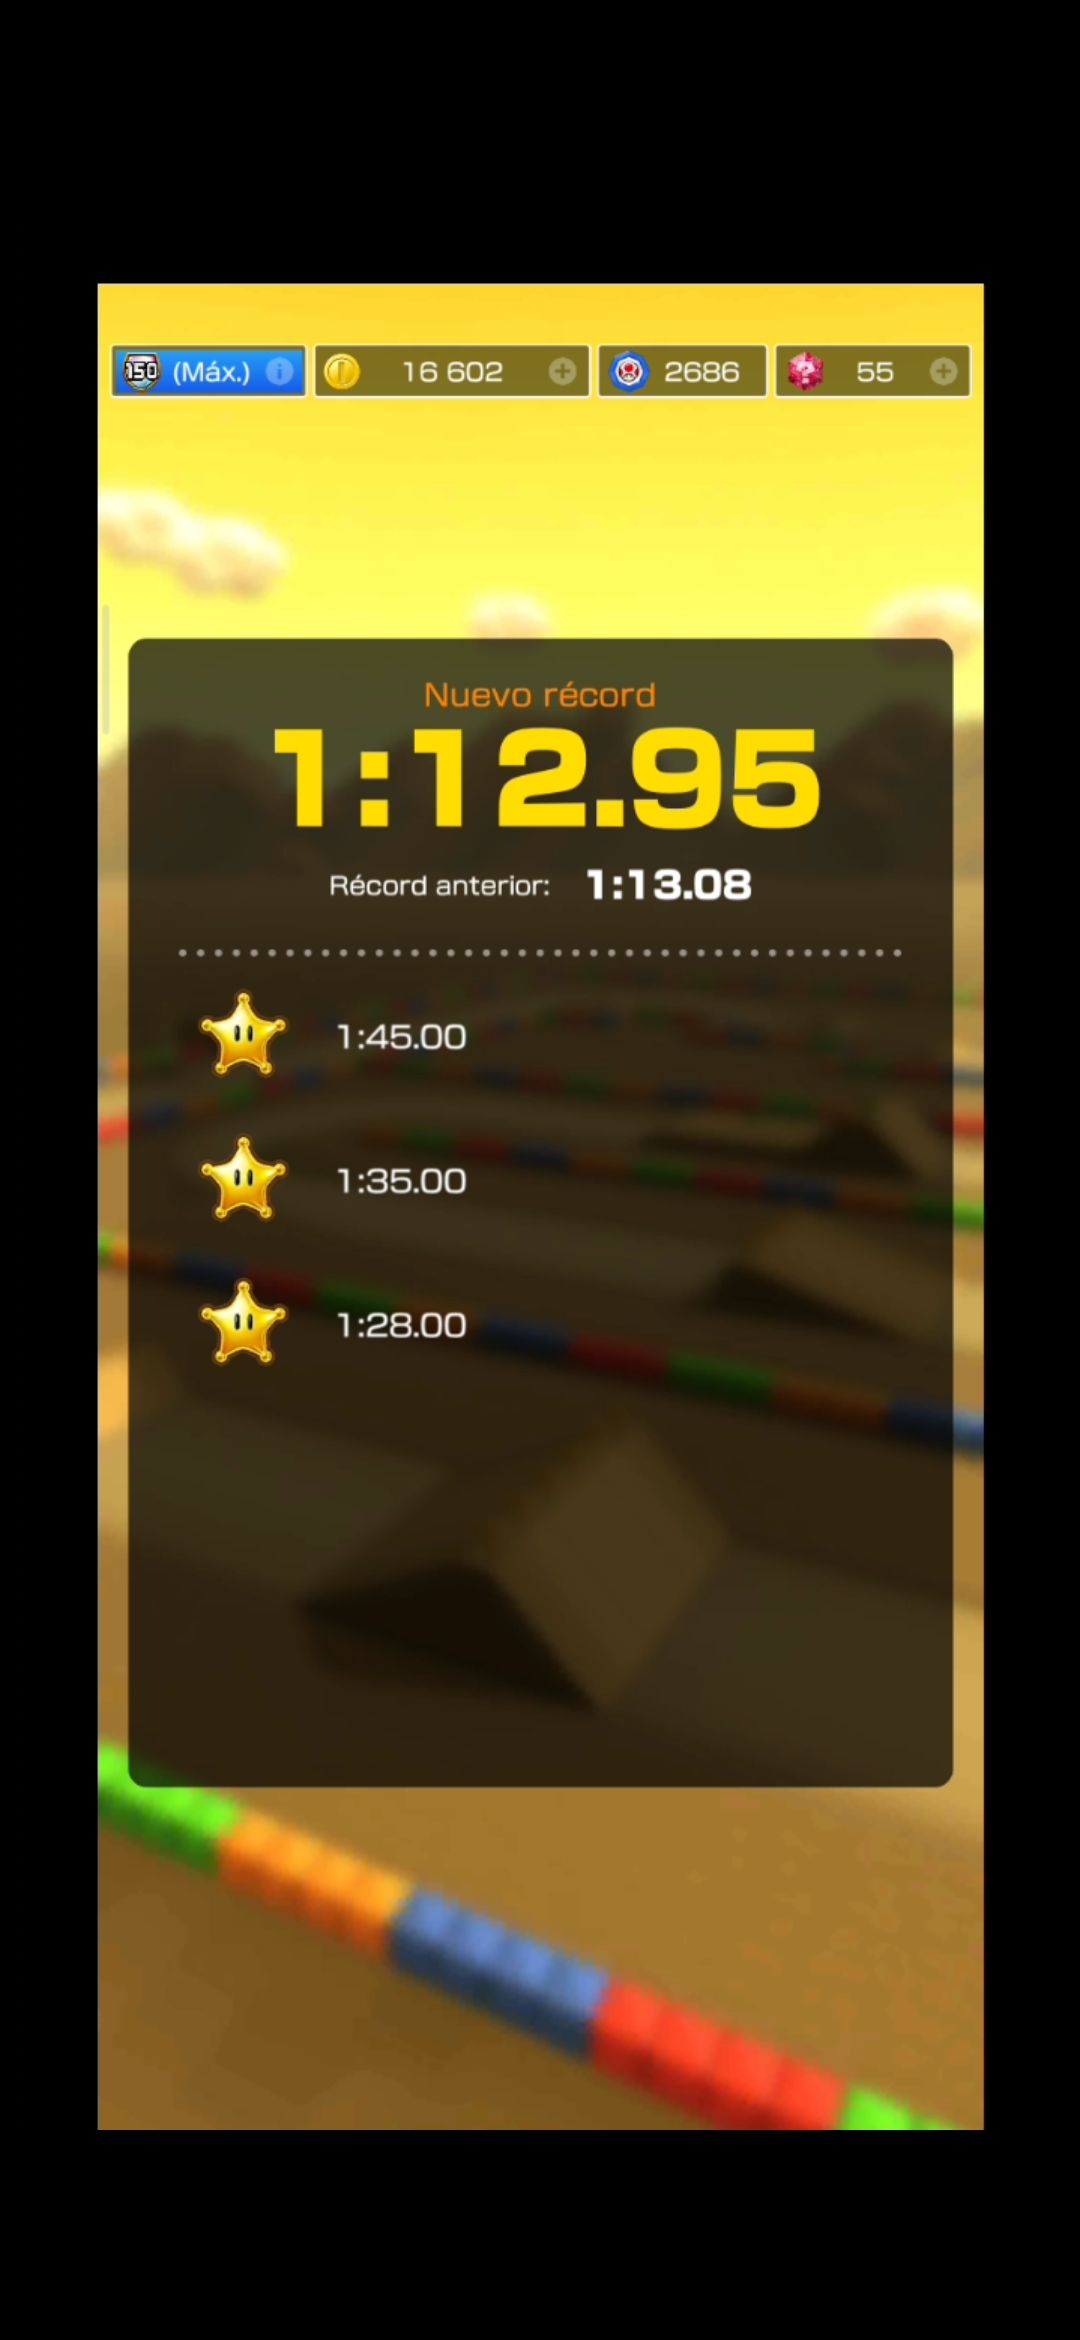 150 (Máx.) i 16 602 + 2686 ? 55 +
Nuevo récord
1:12.95
Récord anterior: 1:13.08
1:45.00
1:35.00
1:28.00